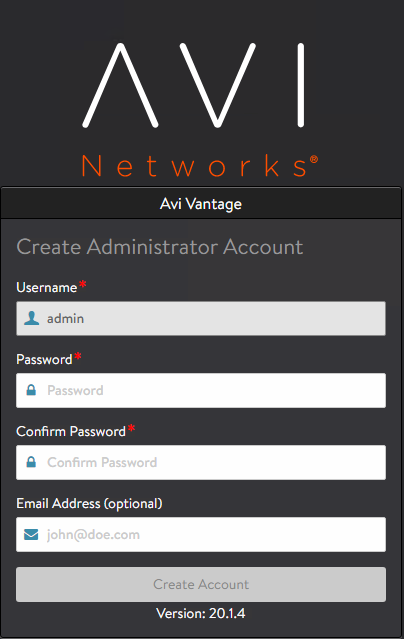 AVI
Networks®
Avi Vantage
Create Administrator Account
Username*
admin
Password*
Password
Confirm Password*
Confirm Password
Email Address (optional)
john@doe.com
Create Account
Version: 20.1.4